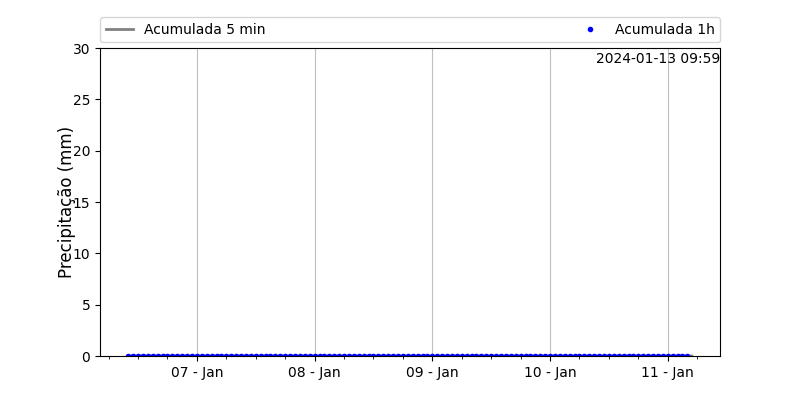 Acumulada 5 min
Acumulada 1h
2024-01-13 09:59
Precipitação (mm)
30
25
20
15
10
5
0
07 - Jan
08 - Jan
09 - Jan
10 - Jan
11 - Jan